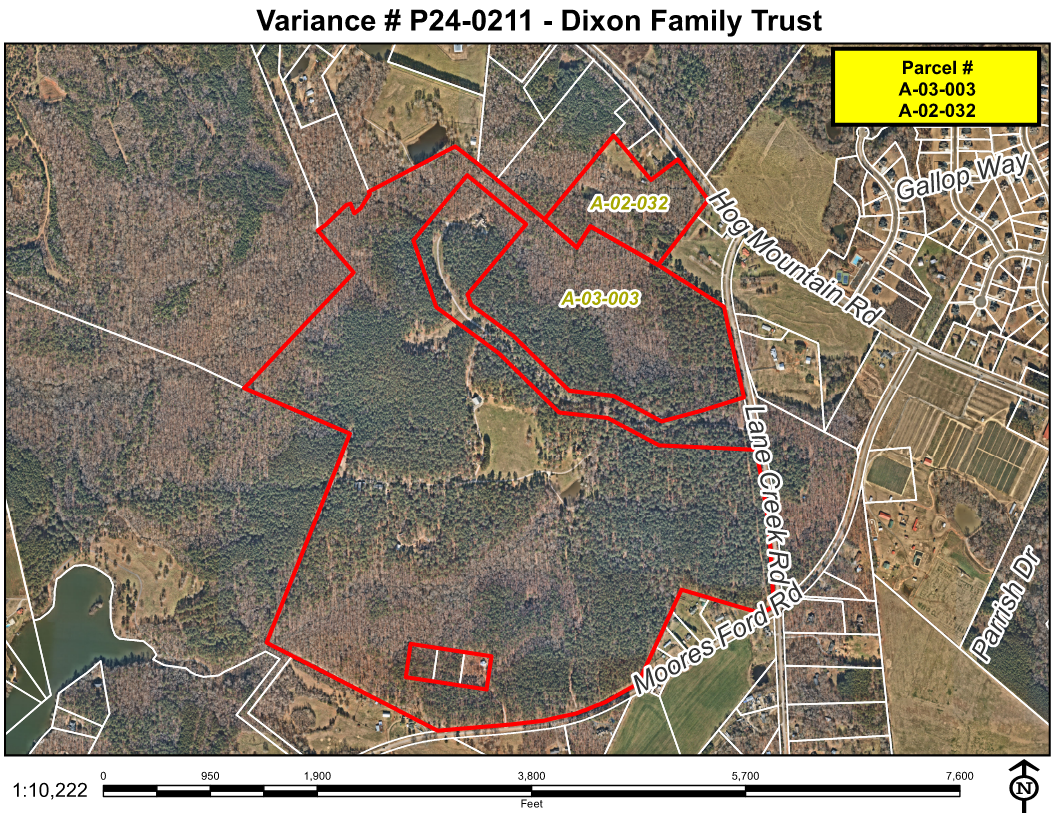 Variance # P24-0211 - Dixon Family Trust
Parcel #
A-03-003
A-02-032
Gallop Way
A-02-032
Hog Mountain Rd
A-03-003
Lane Creek Rd
Parrish Dr
Moores Ford Rd
1:10,222
0 950 1,900 3,800 5,700 7,600
Feet
N